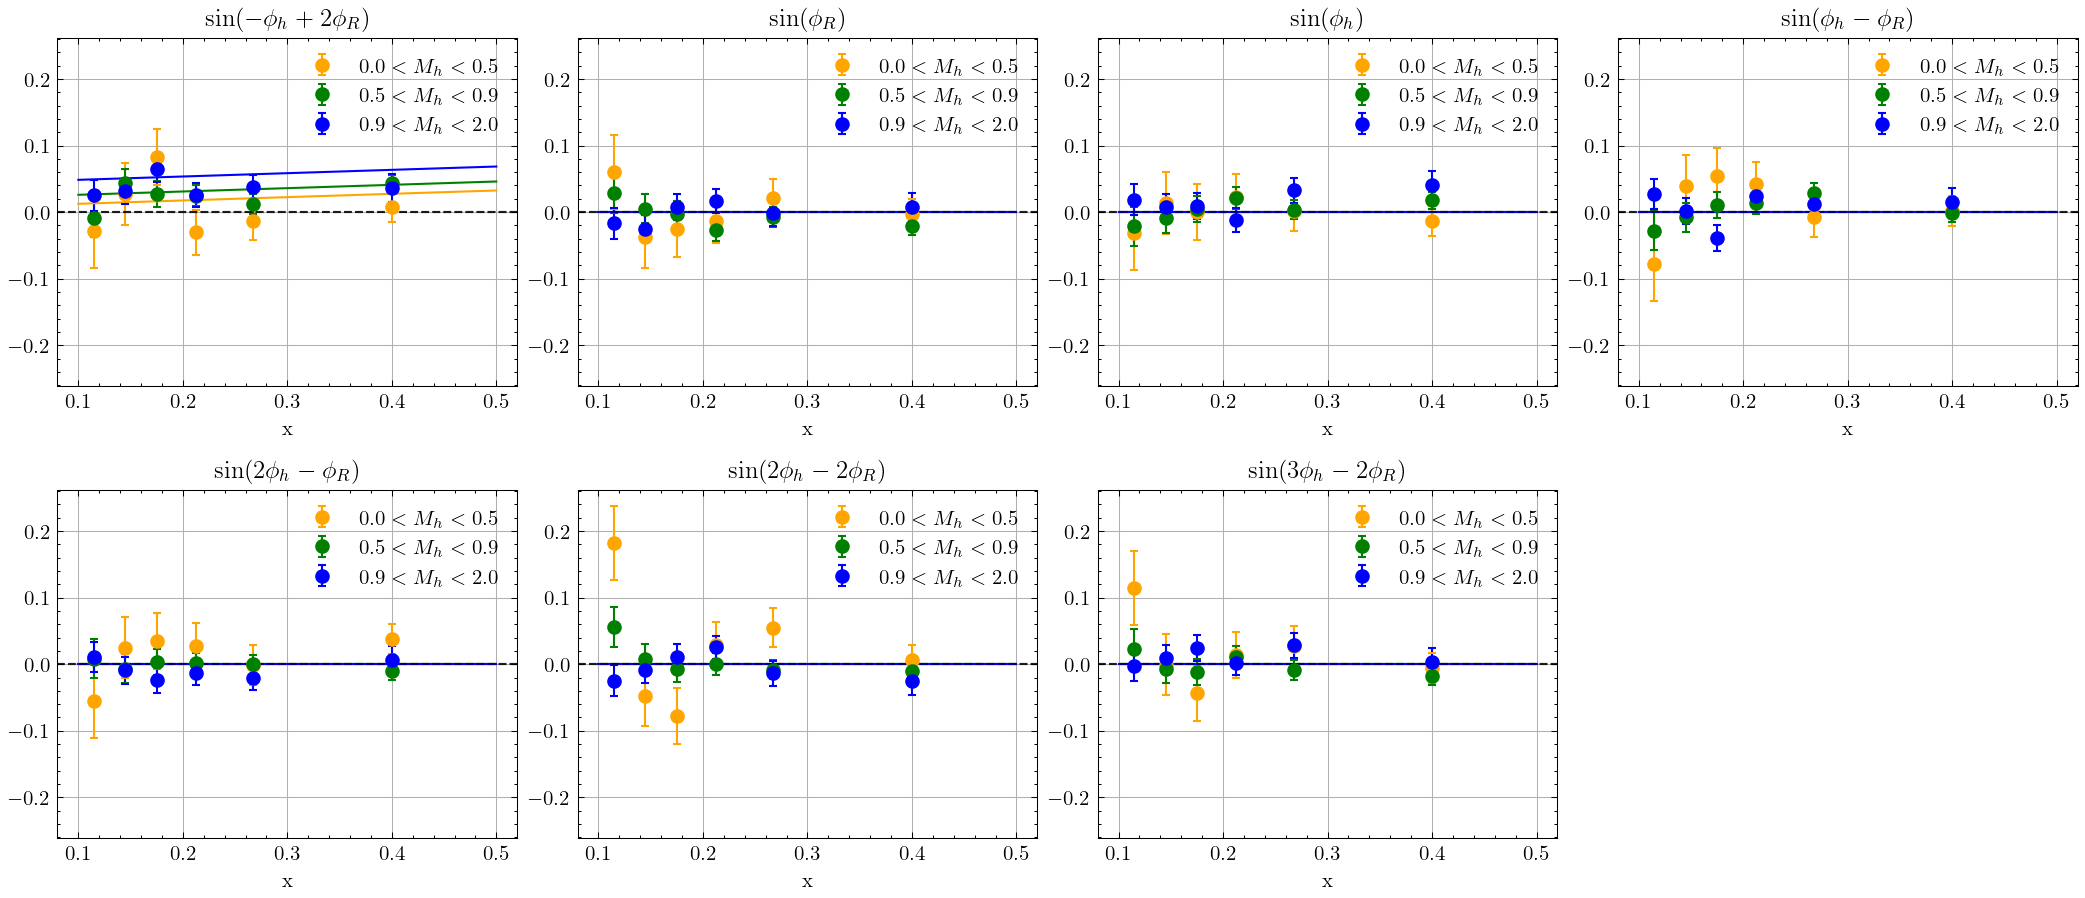 sin(−ϕ_h + 2ϕ_R)
0.0 < M_h < 0.5
0.5 < M_h < 0.9
0.9 < M_h < 2.0
0.2
0.1
0.0
−0.1
−0.2
0.1 0.2 0.3 0.4 0.5
x
sin(ϕ_R)
0.0 < M_h < 0.5
0.5 < M_h < 0.9
0.9 < M_h < 2.0
0.2
0.1
0.0
−0.1
−0.2
0.1 0.2 0.3 0.4 0.5
x
sin(ϕ_h)
0.0 < M_h < 0.5
0.5 < M_h < 0.9
0.9 < M_h < 2.0
0.2
0.1
0.0
−0.1
−0.2
0.1 0.2 0.3 0.4 0.5
x
sin(ϕ_h − ϕ_R)
0.0 < M_h < 0.5
0.5 < M_h < 0.9
0.9 < M_h < 2.0
0.2
0.1
0.0
−0.1
−0.2
0.1 0.2 0.3 0.4 0.5
x
sin(2ϕ_h − ϕ_R)
0.0 < M_h < 0.5
0.5 < M_h < 0.9
0.9 < M_h < 2.0
0.2
0.1
0.0
−0.1
−0.2
0.1 0.2 0.3 0.4 0.5
x
sin(2ϕ_h − 2ϕ_R)
0.0 < M_h < 0.5
0.5 < M_h < 0.9
0.9 < M_h < 2.0
0.2
0.1
0.0
−0.1
−0.2
0.1 0.2 0.3 0.4 0.5
x
sin(3ϕ_h − 2ϕ_R)
0.0 < M_h < 0.5
0.5 < M_h < 0.9
0.9 < M_h < 2.0
0.2
0.1
0.0
−0.1
−0.2
0.1 0.2 0.3 0.4 0.5
x